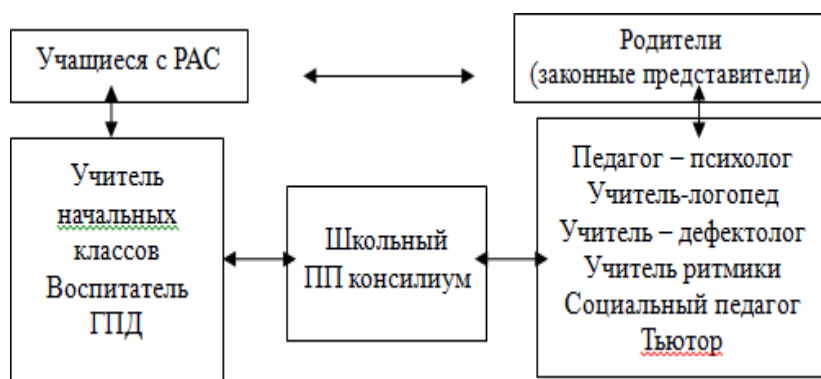 Учащиеся с РАС
Родители
(законные представители)
Учитель
начальных
классов
Воспитатель
ГПД
Школьный
ПП консилиум
Педагог – психолог
Учитель-логопед
Учитель – дефектолог
Учитель ритмики
Социальный педагог
Тьютор